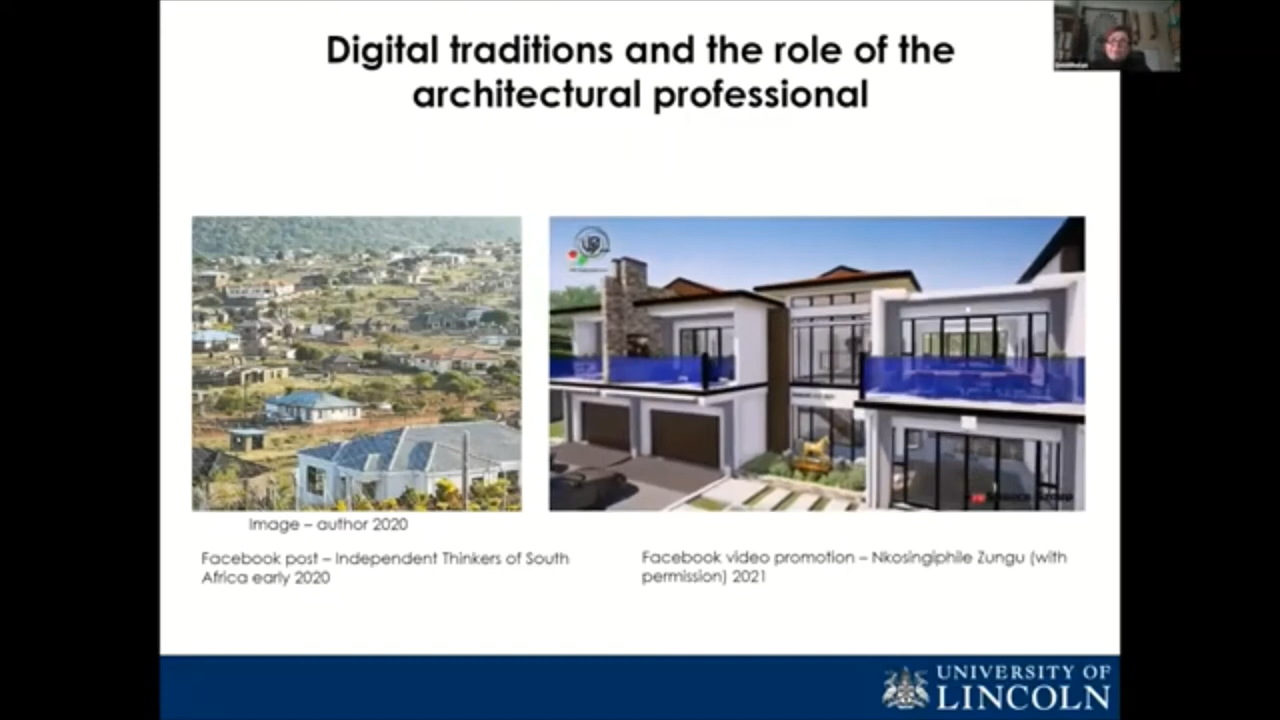 Digital traditions and the role of the
architectural professional
Image – author 2020
Facebook post – Independent Thinkers of South
Africa early 2020
Facebook video promotion – Nkosingiphile Zungu (with
permission) 2021
UNIVERSITY OF
LINCOLN